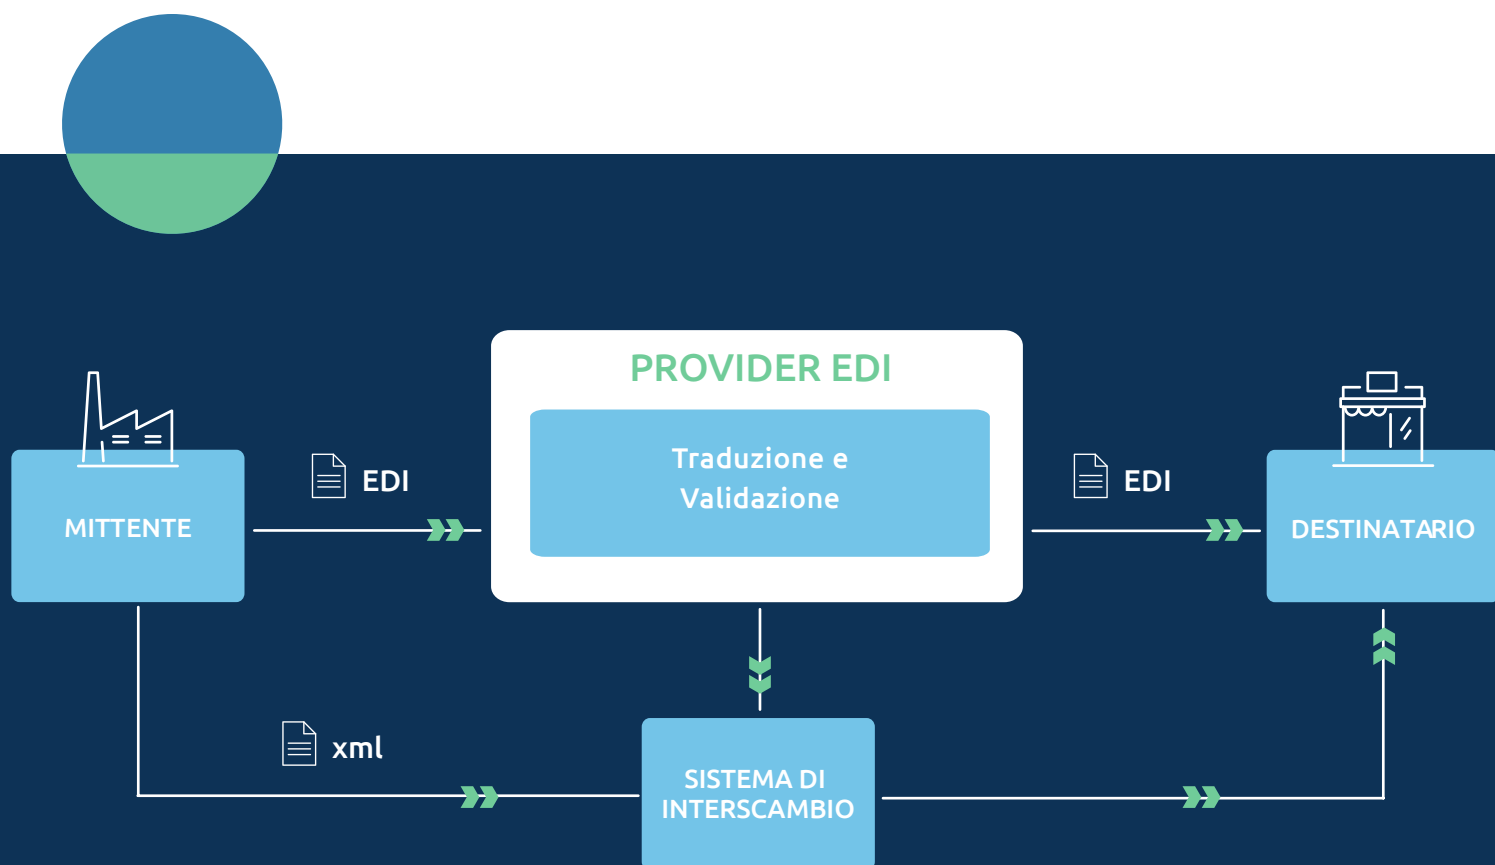 PROVIDER EDI
Traduzione e
Validazione
EDI
EDI
MITTENTE
DESTINATARIO
xml
SISTEMA DI
INTERSCAMBIO